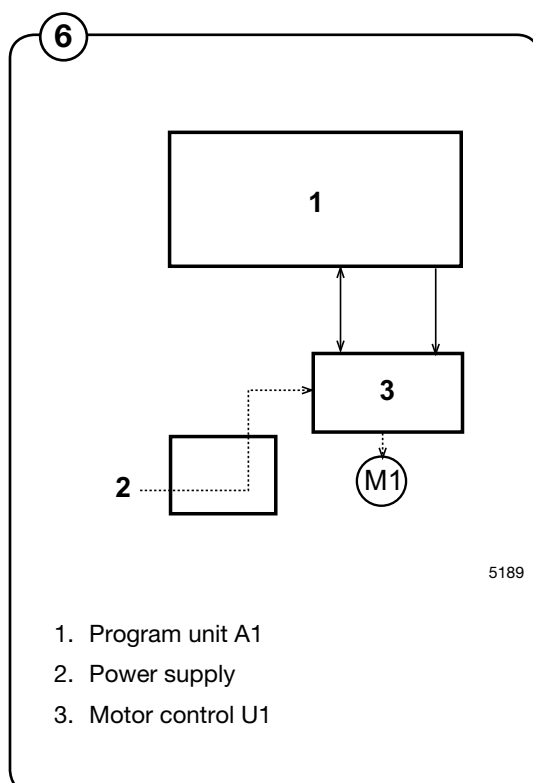 6
1
3
2
M1
5189
1. Program unit A1
2. Power supply
3. Motor control U1